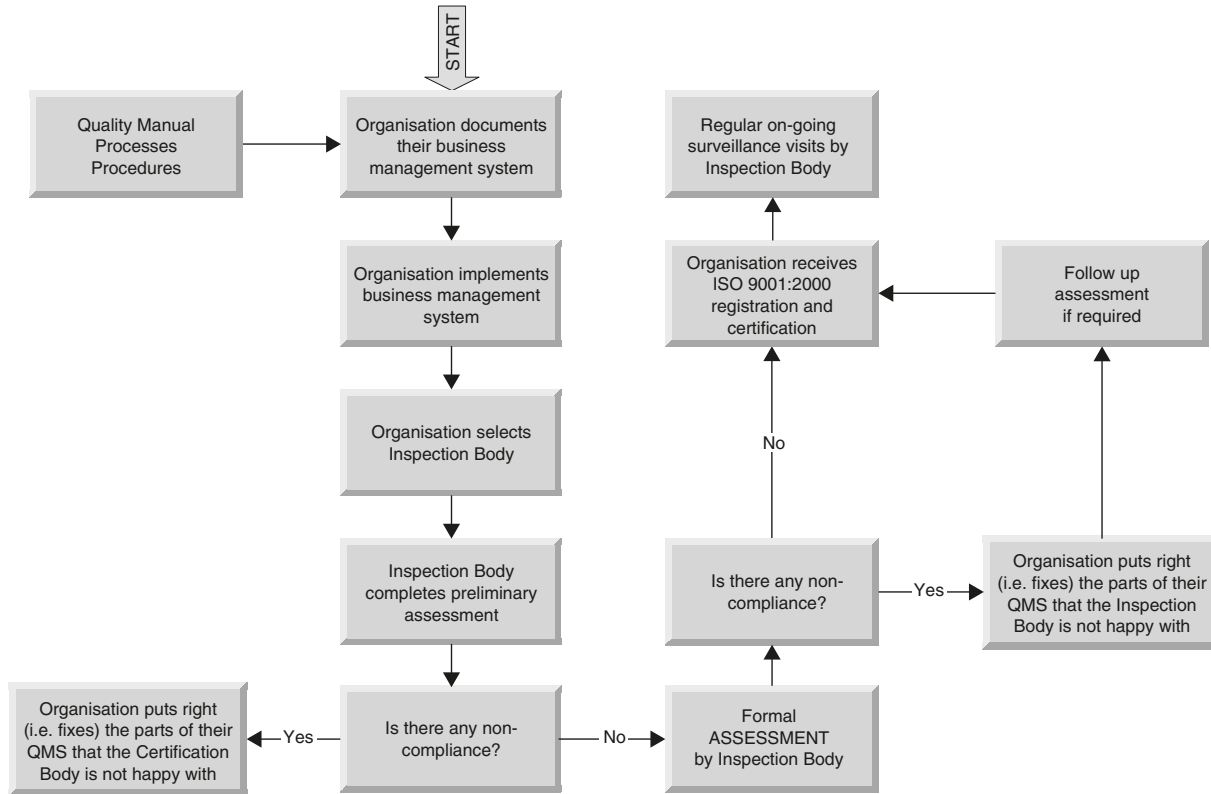 START
Quality Manual
Processes
Procedures
Organisation documents
their business
management system
Regular on-going
surveillance visits by
Inspection Body
Organisation implements
business management
system
Organisation receives
ISO 9001:2000
registration and
certification
Follow up
assessment
if required
Organisation selects
Inspection Body
No
Inspection Body
completes preliminary
assessment
Is there any non-
compliance?
Yes
Organisation puts right
(i.e. fixes) the parts of their
QMS that the Inspection
Body is not happy with
Organisation puts right
(i.e. fixes) the parts of their
QMS that the Certification
Body is not happy with
Yes
Is there any non-
compliance?
No
Formal
ASSESSMENT
by Inspection Body